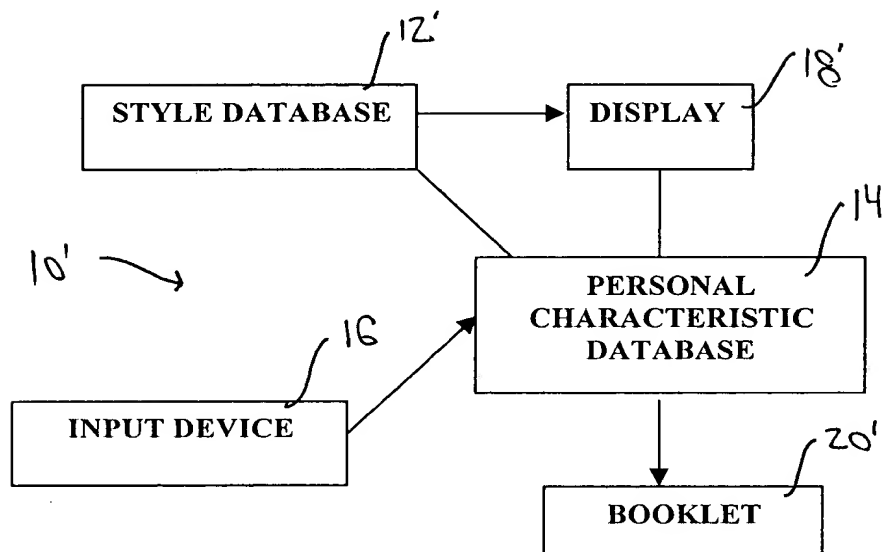 12'
18'
STYLE DATABASE
DISPLAY
14
10'
PERSONAL
CHARACTERISTIC
DATABASE
16
INPUT DEVICE
20'
BOOKLET